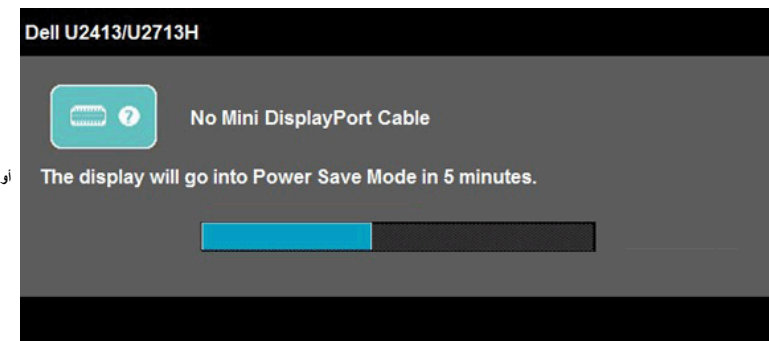 Dell U2413/U2713H
?
No Mini DisplayPort Cable
أو
The display will go into Power Save Mode in 5 minutes.